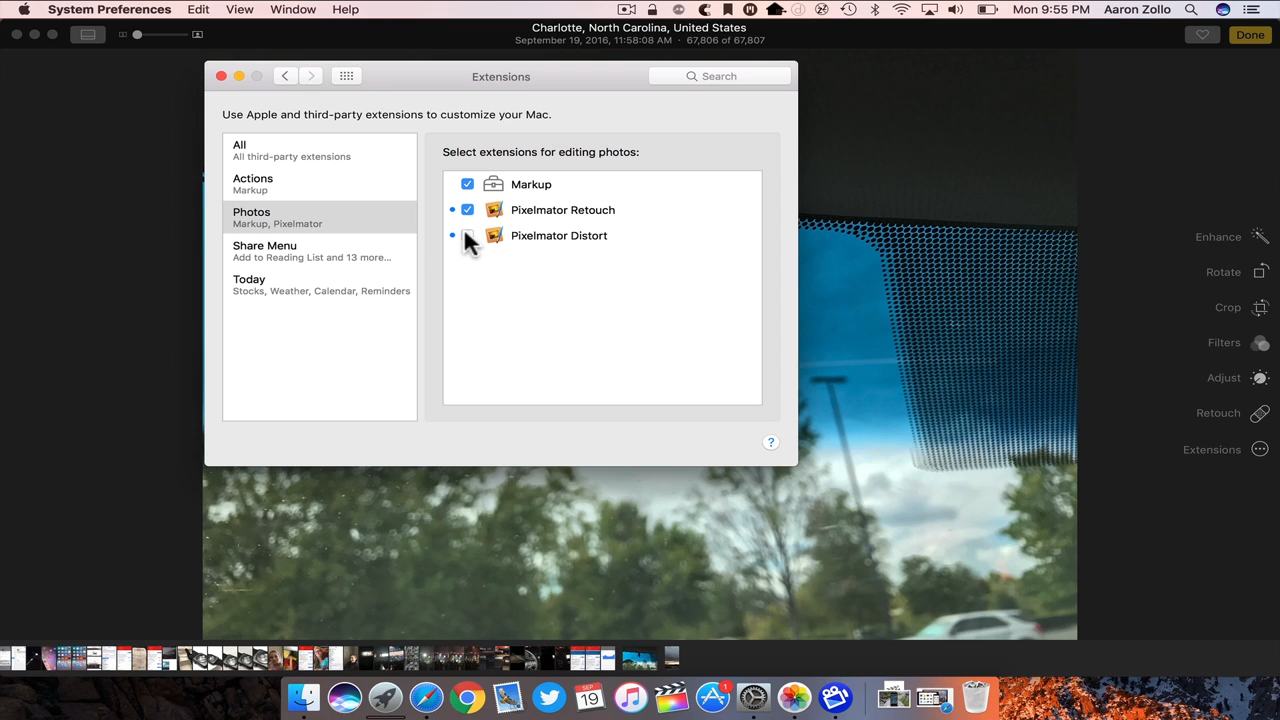 System Preferences Edit View Window Help
Mon 9:55 PM Aaron Zollo
Charlotte, North Carolina, United States
September 19, 2016, 11:58:08 AM · 67,806 of 67,807
Done
Extensions
Search
Use Apple and third-party extensions to customize your Mac.
All
All third-party extensions
Actions
Markup
Photos
Markup, Pixelmator
Share Menu
Add to Reading List and 13 more...
Today
Stocks, Weather, Calendar, Reminders
Select extensions for editing photos:
Markup
Pixelmator Retouch
Pixelmator Distort
?
Enhance
Rotate
Crop
Filters
Adjust
Retouch
Extensions
SEP
19
1